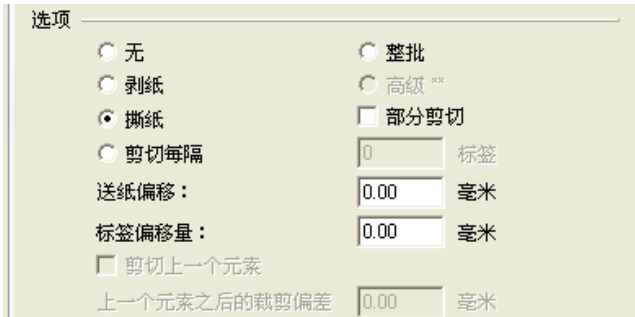 选项
无 整批
剥纸 高级 **
撕纸 部分剪切
剪切每隔 0 标签
送纸偏移： 0.00 毫米
标签偏移量： 0.00 毫米
剪切上一个元素
上一个元素之后的裁剪偏差 0.00 毫米